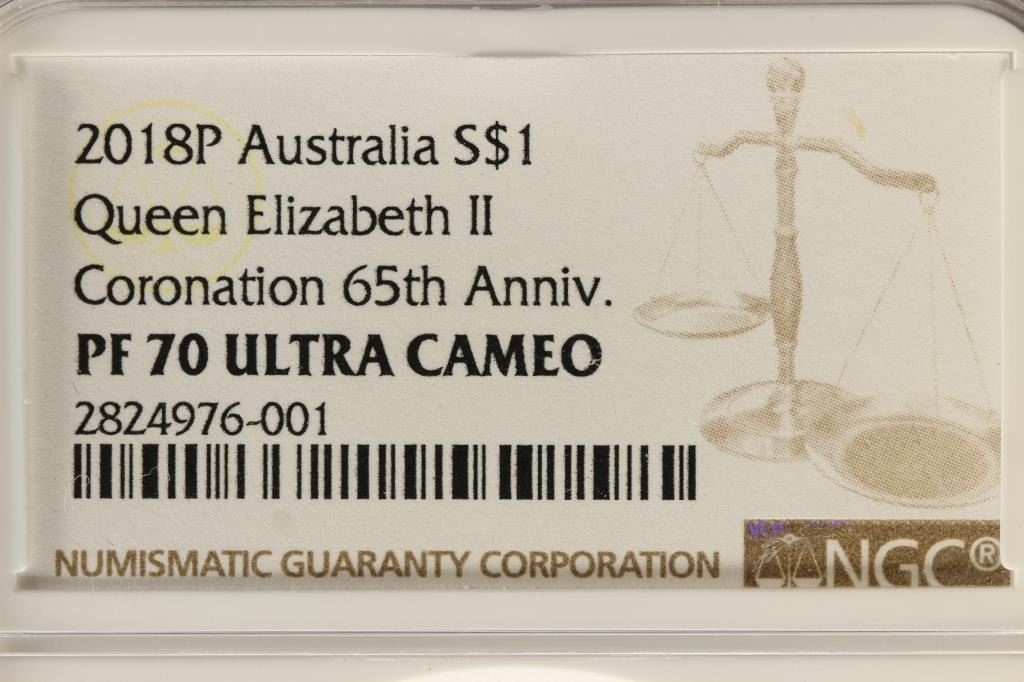 2018P Australia S$1
Queen Elizabeth II
Coronation 65th Anniv.
PF 70 ULTRA CAMEO
2824976-001
NUMISMATIC GUARANTY CORPORATION
NGC®